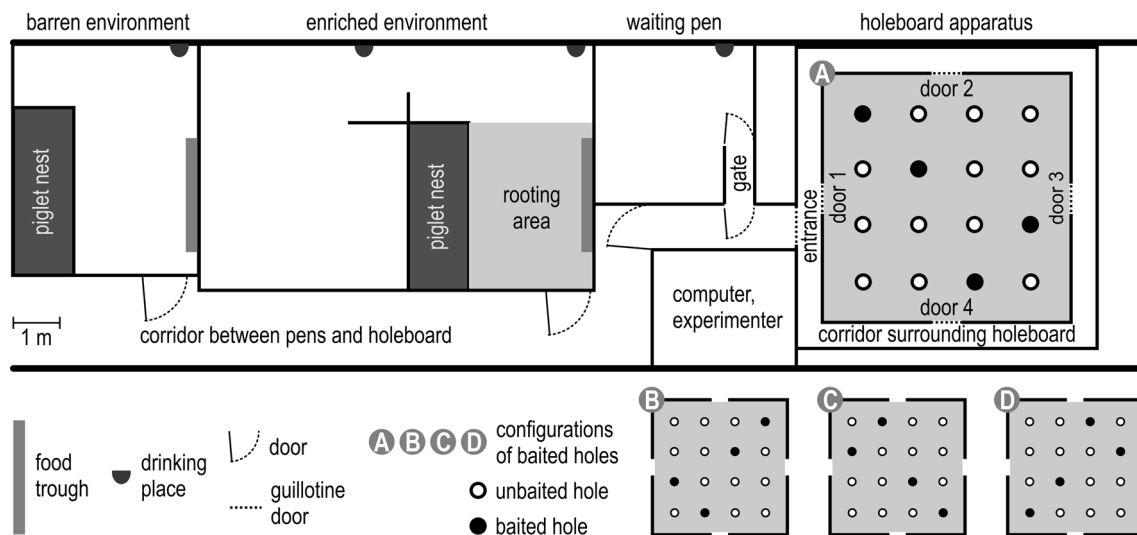 barren environment
enriched environment
waiting pen
holeboard apparatus
A
door 2
piglet nest
piglet nest
rooting
area
gate
entrance
door 1
door 3
door 4
computer,
experimenter
1 m
corridor between pens and holeboard
corridor surrounding holeboard
B
C
D
food
trough
drinking
place
door
guillotine
door
A B C D configurations
of baited holes
unbaited hole
baited hole